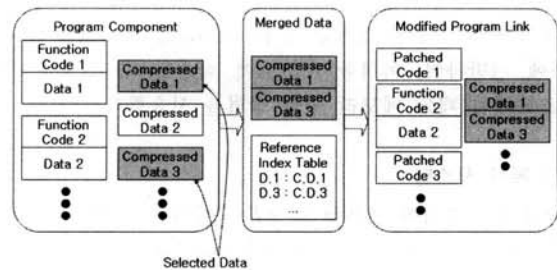 Program Component
Function
Code 1
Data 1
Function
Code 2
Data 2
Compressed
Data 1
Compressed
Data 2
Compressed
Data 3
Selected Data
Merged Data
Compressed
Data 1
Compressed
Data 3
Reference
Index Table
D.1 : C.D.1
D.3 : C.D.3
...
Modified Program Link
Patched
Code 1
Function
Code 2
Data 2
Patched
Code 3
Compressed
Data 1
Compressed
Data 3